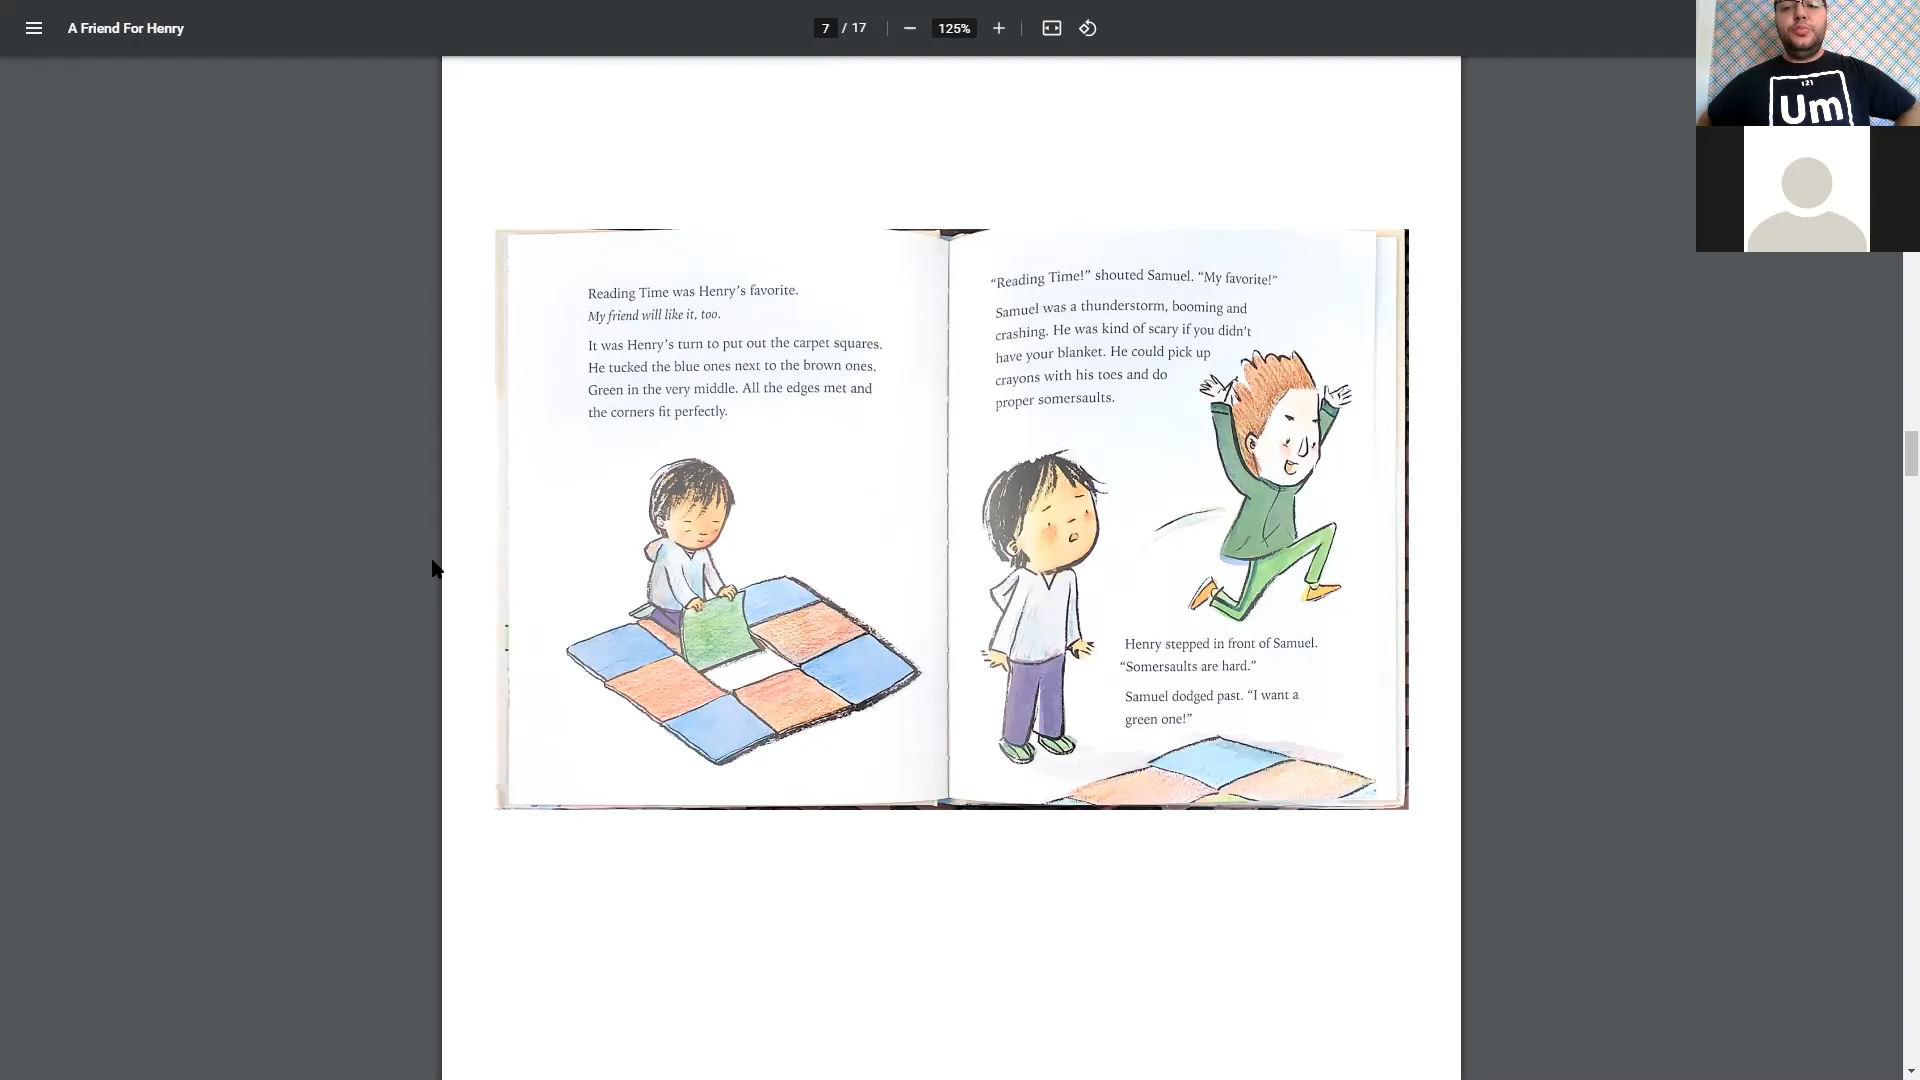 A Friend For Henry
7 / 17
125%
121
Um
Reading Time was Henry's favorite.
My friend will like it, too.
It was Henry's turn to put out the carpet squares.
He tucked the blue ones next to the brown ones.
Green in the very middle. All the edges met and
the corners fit perfectly.
“Reading Time!” shouted Samuel. “My favorite!”
Samuel was a thunderstorm, booming and
crashing. He was kind of scary if you didn't
have your blanket. He could pick up
crayons with his toes and do
proper somersaults.
Henry stepped in front of Samuel.
“Somersaults are hard.”
Samuel dodged past. “I want a
green one!”